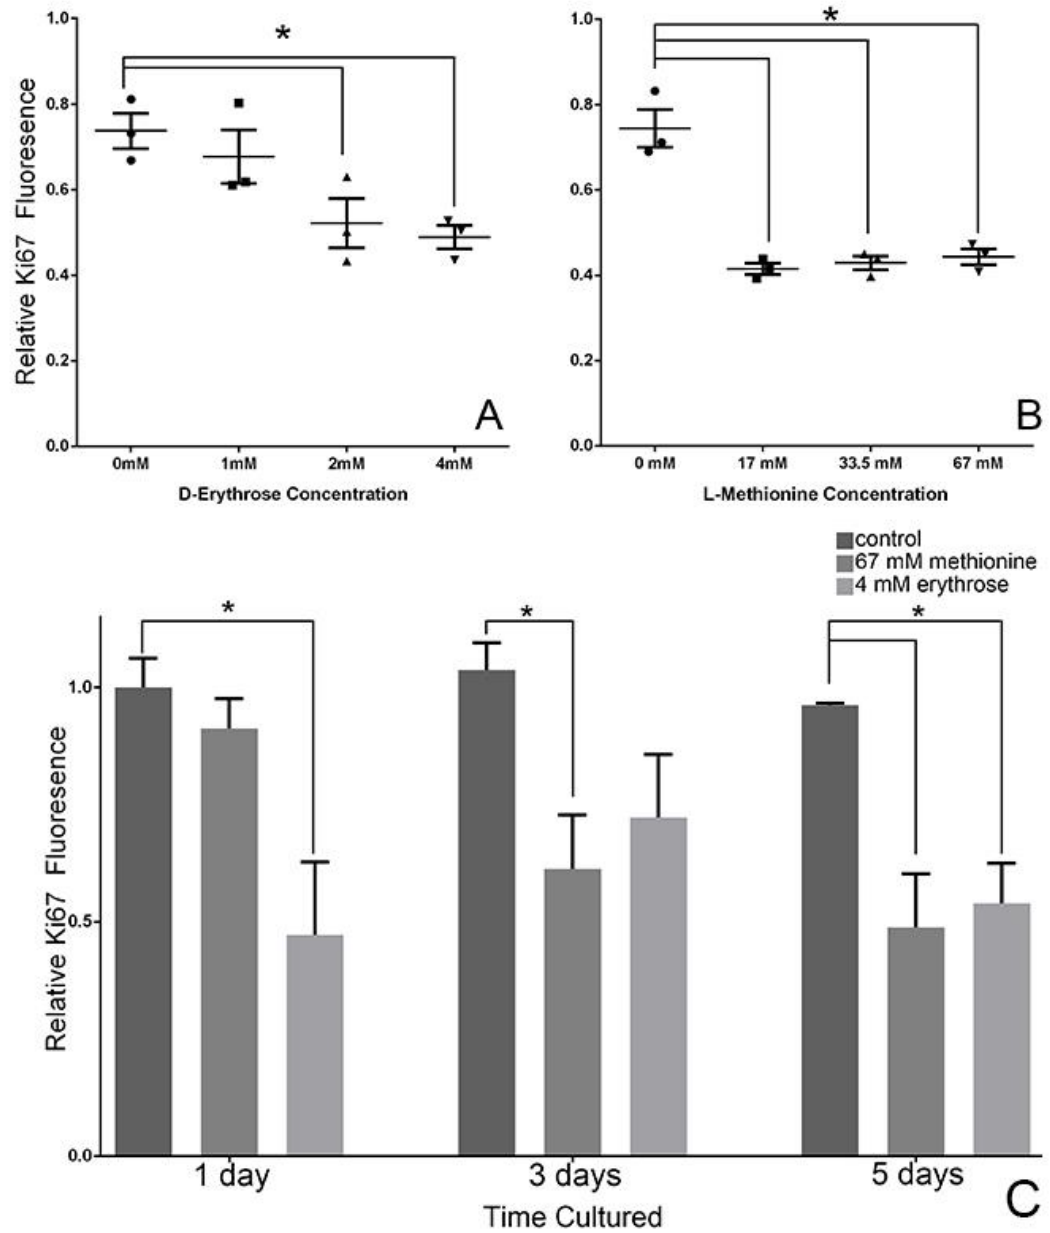 Relative Ki67 Fluoresence
1.0
0.8
0.6
0.4
0.2
0.0
*
A
0mM 1mM 2mM 4mM
D-Erythrose Concentration
1.0
0.8
0.6
0.4
0.2
0.0
*
B
0 mM 17 mM 33.5 mM 67 mM
L-Methionine Concentration
control
67 mM methionine
4 mM erythrose
Relative Ki67 Fluoresence
1.0
0.5
0.0
* * *
1 day 3 days 5 days
Time Cultured
C